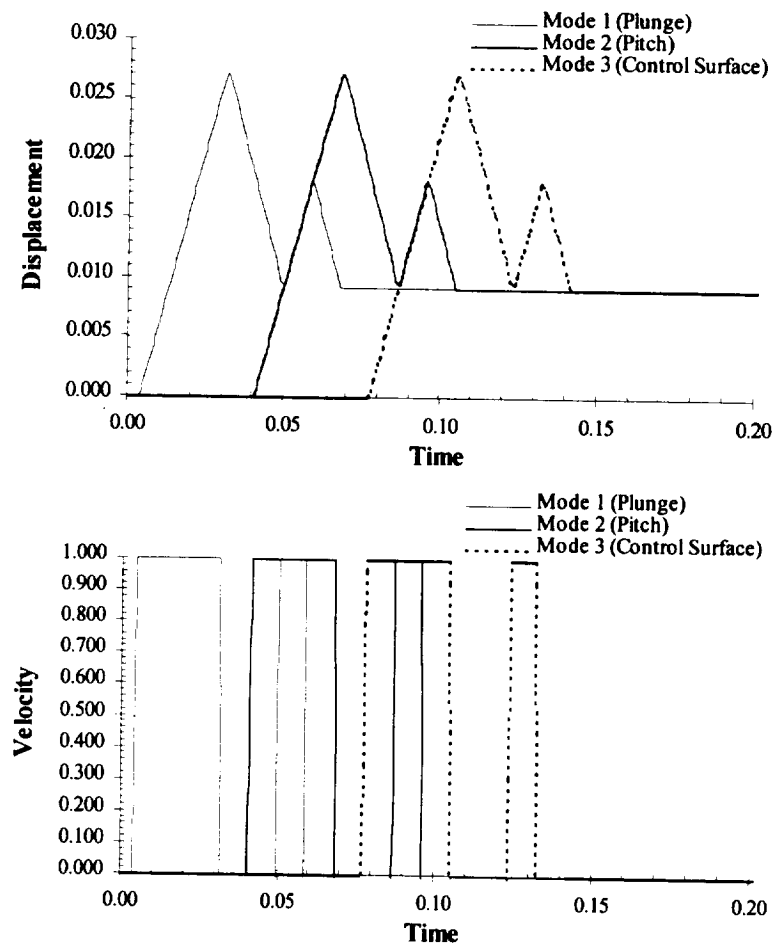 Mode 1 (Plunge)
Mode 2 (Pitch)
Mode 3 (Control Surface)
0.030
0.025
0.020
0.015
0.010
0.005
0.000
Displacement
0.00 0.05 0.10 0.15 0.20
Time
Mode 1 (Plunge)
Mode 2 (Pitch)
Mode 3 (Control Surface)
1.000
0.900
0.800
0.700
0.600
0.500
0.400
0.300
0.200
0.100
0.000
Velocity
0.00 0.05 0.10 0.15 0.20
Time